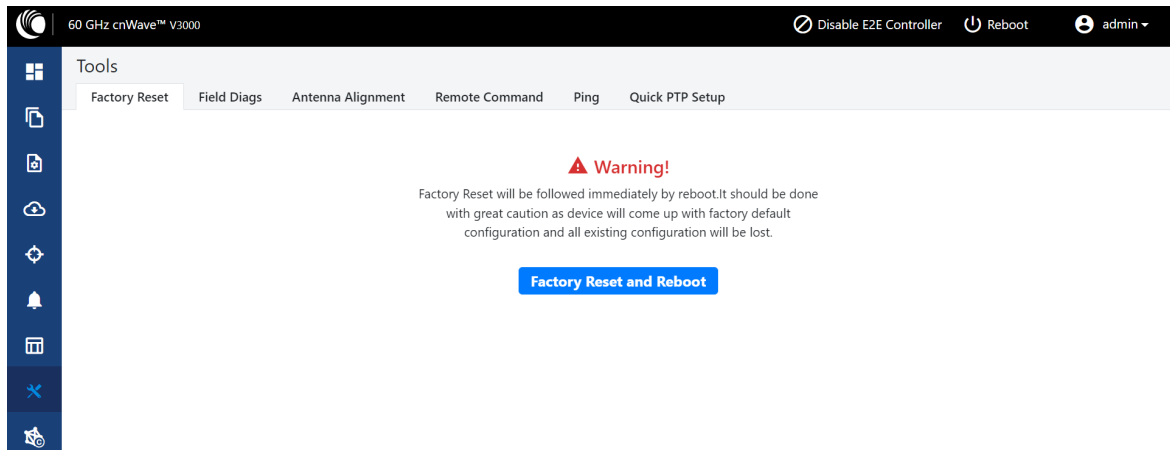 60 GHz cnWave™ V3000
Disable E2E Controller
Reboot
admin
Tools
Factory Reset
Field Diags
Antenna Alignment
Remote Command
Ping
Quick PTP Setup
Warning!
Factory Reset will be followed immediately by reboot.It should be done
with great caution as device will come up with factory default
configuration and all existing configuration will be lost.
Factory Reset and Reboot